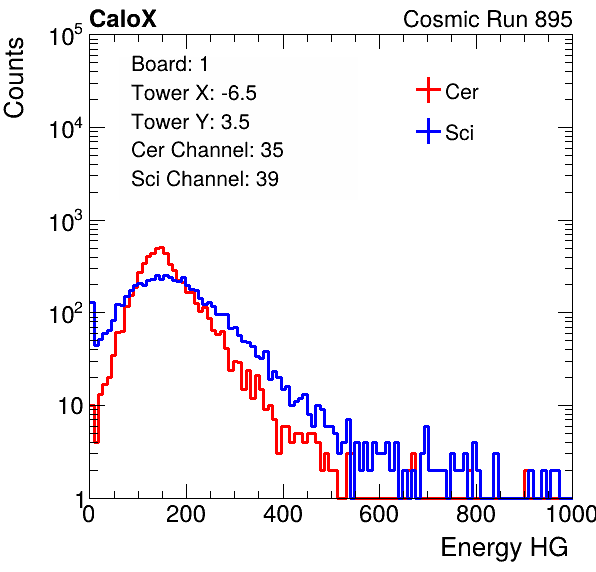 CaloX Cosmic Run 895
Counts
10^5
10^4
10^3
10^2
10
1
Board: 1
Tower X: -6.5
Tower Y: 3.5
Cer Channel: 35
Sci Channel: 39
Cer
Sci
0 200 400 600 800 1000
Energy HG